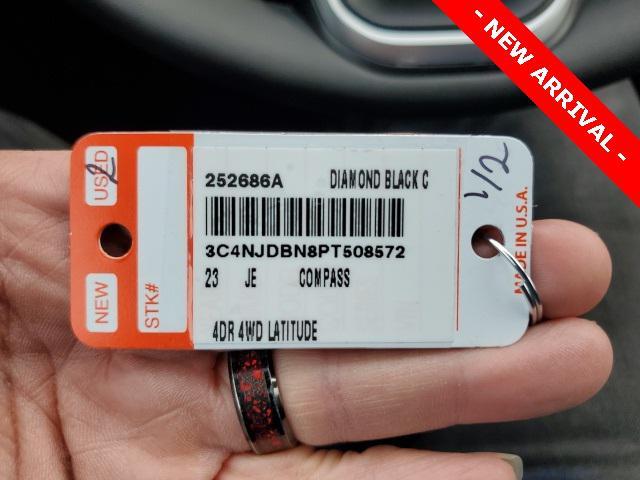 - NEW ARRIVAL -
USED
2
NEW
STK#
252686A DIAMOND BLACK C
3C4NJDBN8PT508572
23 JE COMPASS
4DR 4WD LATITUDE
1/2
MADE IN U.S.A.